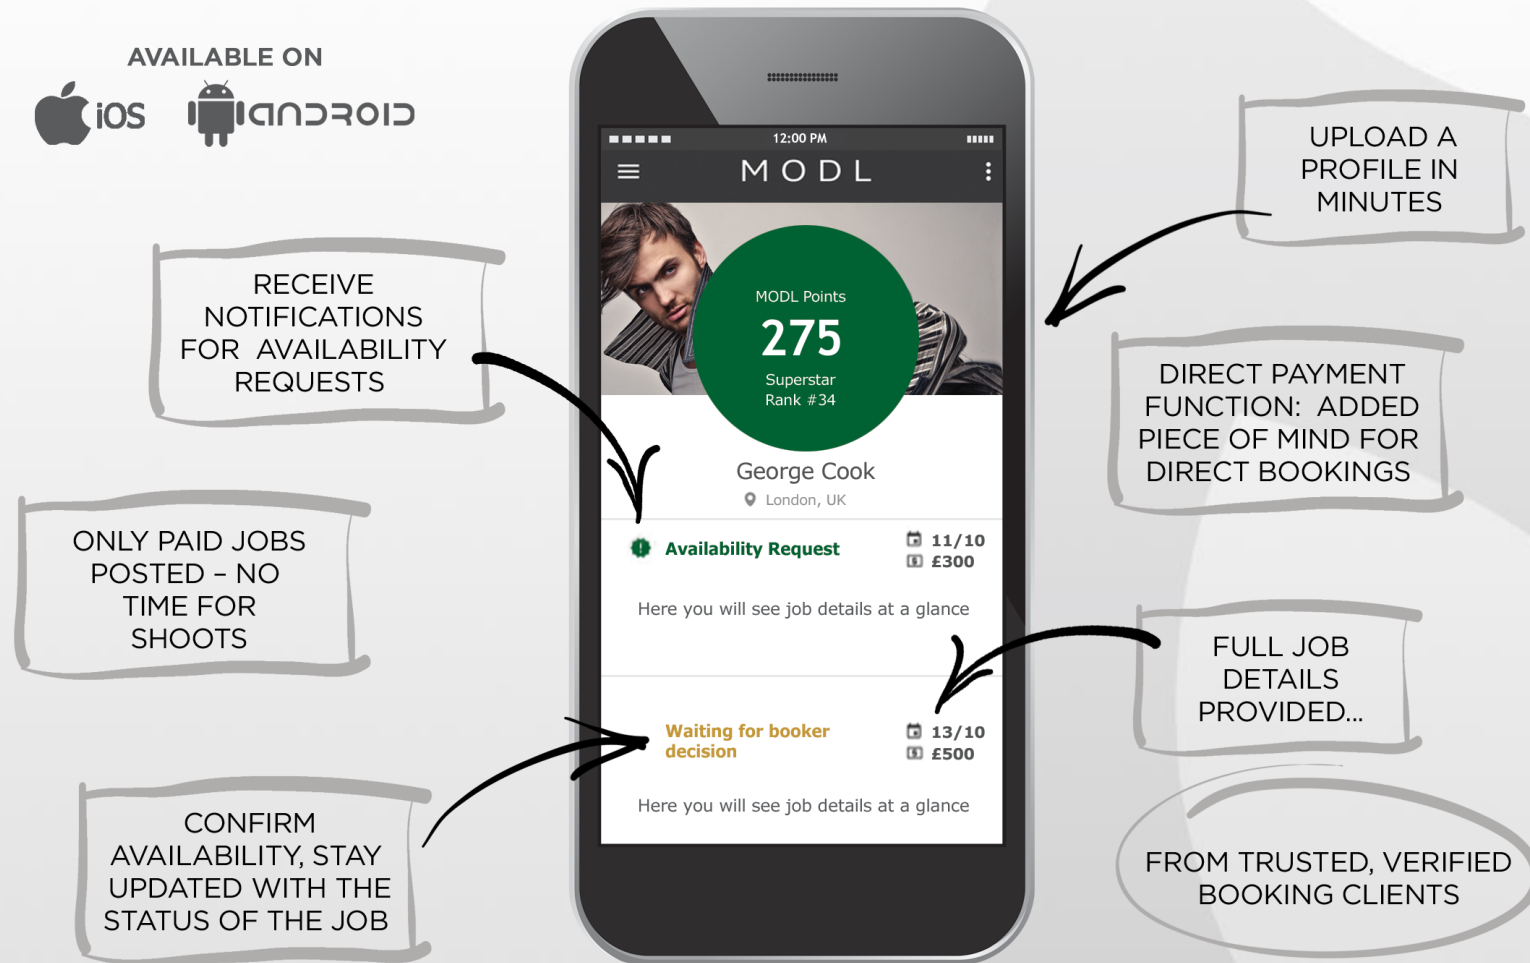 AVAILABLE ON
iOS
ANDROID
RECEIVE
NOTIFICATIONS
FOR AVAILABILITY
REQUESTS
ONLY PAID JOBS
POSTED – NO
TIME FOR
SHOOTS
CONFIRM
AVAILABILITY, STAY
UPDATED WITH THE
STATUS OF THE JOB
12:00 PM
MODL
MODL Points
275
Superstar
Rank #34
George Cook
London, UK
Availability Request
11/10
£300
Here you will see job details at a glance
Waiting for booker
decision
13/10
£500
Here you will see job details at a glance
UPLOAD A
PROFILE IN
MINUTES
DIRECT PAYMENT
FUNCTION: ADDED
PIECE OF MIND FOR
DIRECT BOOKINGS
FULL JOB
DETAILS
PROVIDED...
FROM TRUSTED, VERIFIED
BOOKING CLIENTS